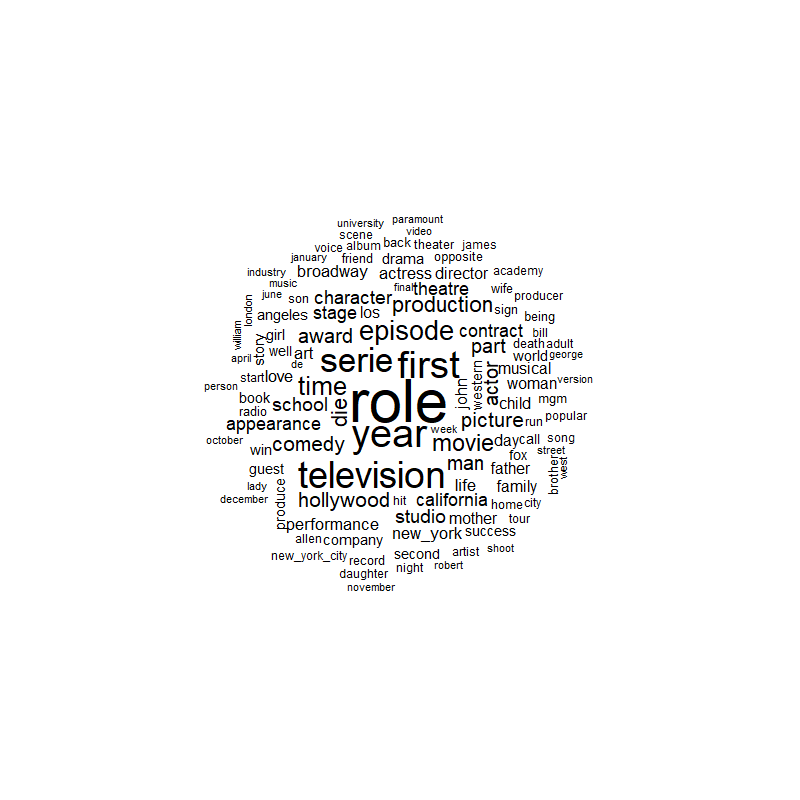 university paramount
scene video
voice album back theater james
january friend drama opposite
industry broadway actress director academy
music final theatre wife
june son character production sign producer
london angeles stage los being
william girl award episode contract bill
story well art serie first part death adult
april de world george
person start love time role john western actor musical
woman version
book school die child mgm
radio appearance year picture run popular
october win comedy movie week day call song
guest television man father fox street
lady life family brother west
december produce hollywood hit california home city
performance studio mother tour
allen company new_york success
new_york_city record second artist shoot
daughter night robert
november